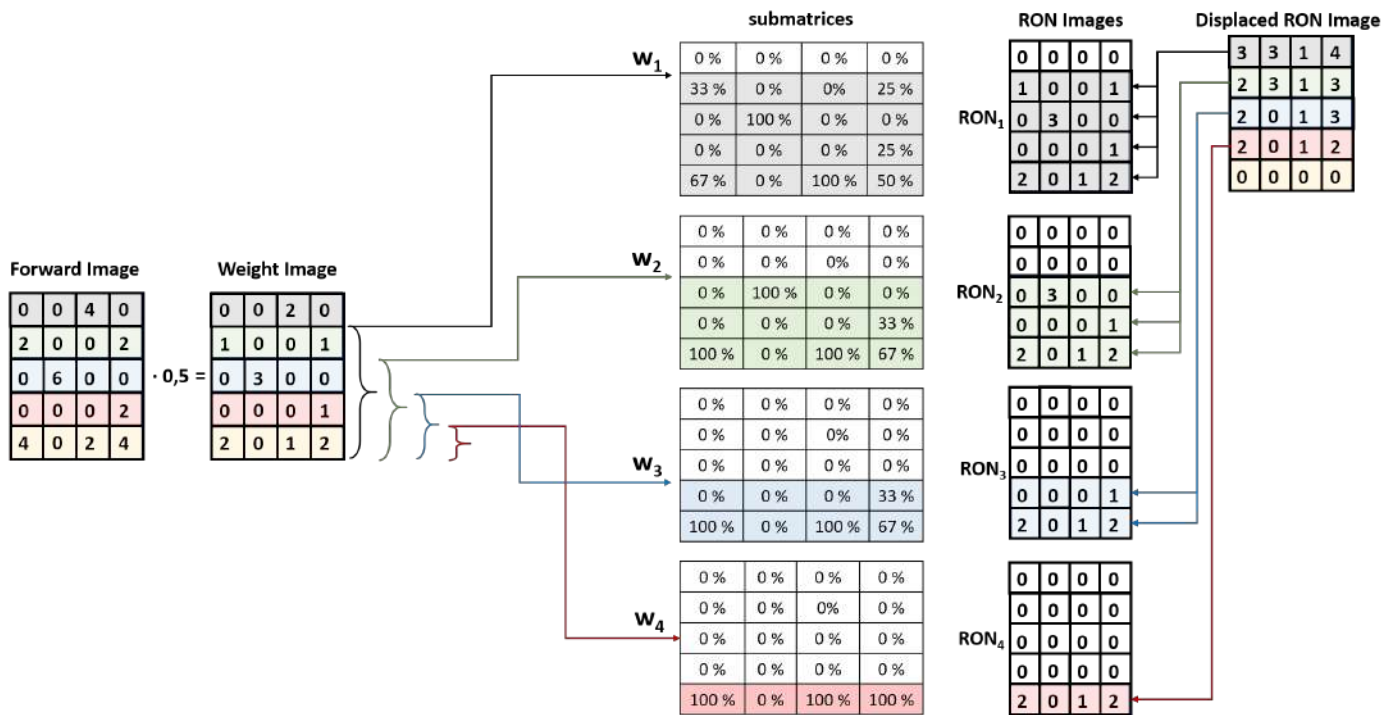 submatrices
RON Images
Displaced RON Image
W1
0 % 0 % 0 % 0 %
33 % 0 % 0% 25 %
0 % 100 % 0 % 0 %
0 % 0 % 0 % 25 %
67 % 0 % 100 % 50 %
RON1
0 0 0 0
1 0 0 1
0 3 0 0
0 0 0 1
2 0 1 2
3 3 1 4
2 3 1 3
2 0 1 3
2 0 1 2
0 0 0 0
Forward Image
0 0 4 0
2 0 0 2
0 6 0 0
0 0 0 2
4 0 2 4
· 0,5 =
Weight Image
0 0 2 0
1 0 0 1
0 3 0 0
0 0 0 1
2 0 1 2
W2
0 % 0 % 0 % 0 %
0 % 0 % 0% 0 %
0 % 100 % 0 % 0 %
0 % 0 % 0 % 33 %
100 % 0 % 100 % 67 %
RON2
0 0 0 0
0 0 0 0
0 3 0 0
0 0 0 1
2 0 1 2
W3
0 % 0 % 0 % 0 %
0 % 0 % 0% 0 %
0 % 0 % 0 % 0 %
0 % 0 % 0 % 33 %
100 % 0 % 100 % 67 %
RON3
0 0 0 0
0 0 0 0
0 0 0 0
0 0 0 1
2 0 1 2
W4
0 % 0 % 0 % 0 %
0 % 0 % 0% 0 %
0 % 0 % 0 % 0 %
0 % 0 % 0 % 0 %
100 % 0 % 100 % 100 %
RON4
0 0 0 0
0 0 0 0
0 0 0 0
0 0 0 0
2 0 1 2